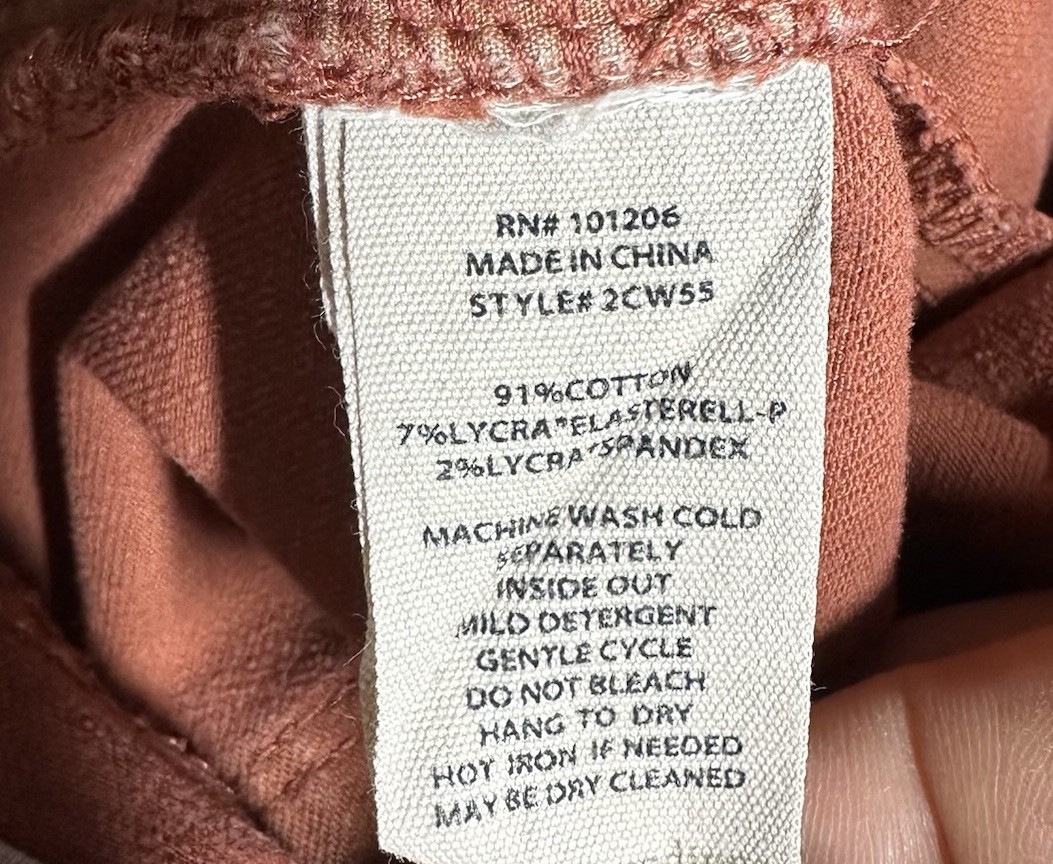 RN# 101206
MADE IN CHINA
STYLE# 2CW55
91%COTTON
7%LYCRA®ELASTERELL-P
2%LYCRA®SPANDEX
MACHINE WASH COLD
SEPARATELY
INSIDE OUT
MILD DETERGENT
GENTLE CYCLE
DO NOT BLEACH
HANG TO DRY
HOT IRON IF NEEDED
MAY BE DRY CLEANED